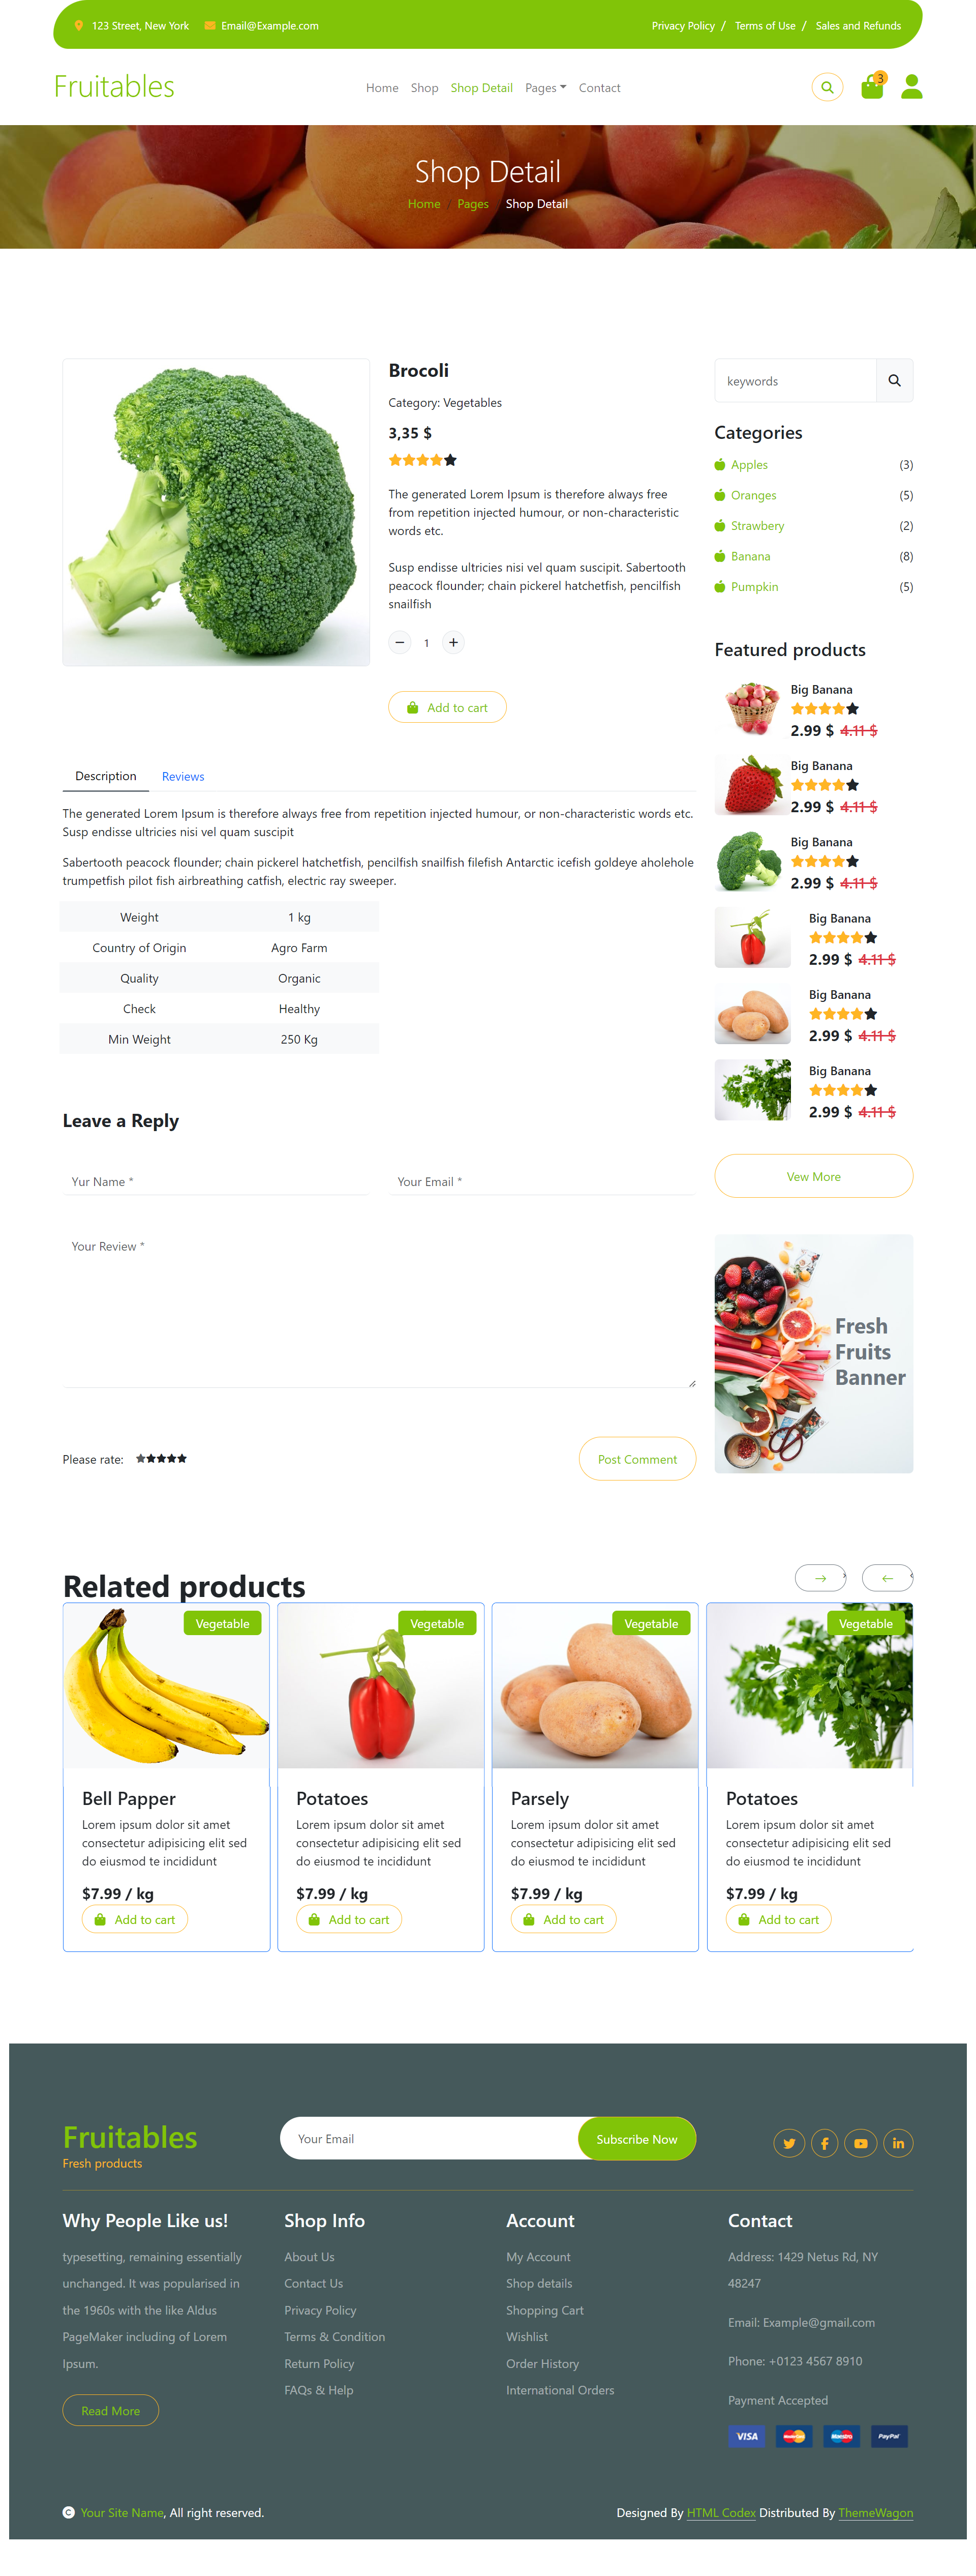 123 Street, New York Email@Example.com Privacy Policy / Terms of Use / Sales and Refunds
Fruitables Home Shop Shop Detail Pages Contact 3
Shop Detail
Home Pages Shop Detail
Brocoli
Category: Vegetables
3,35 $
The generated Lorem Ipsum is therefore always free
from repetition injected humour, or non-characteristic
words etc.
Susp endisse ultricies nisi vel quam suscipit. Sabertooth
peacock flounder; chain pickerel hatchetfish, pencilfish
snailfish
1
Add to cart
Description Reviews
The generated Lorem Ipsum is therefore always free from repetition injected humour, or non-characteristic words etc.
Susp endisse ultricies nisi vel quam suscipit
Sabertooth peacock flounder; chain pickerel hatchetfish, pencilfish snailfish filefish Antarctic icefish goldeye aholehole
trumpetfish pilot fish airbreathing catfish, electric ray sweeper.
Weight 1 kg
Country of Origin Agro Farm
Quality Organic
Check Healthy
Min Weight 250 Kg
Leave a Reply
Yur Name * Your Email *
Your Review *
Please rate: Post Comment
keywords
Categories
Apples (3)
Oranges (5)
Strawbery (2)
Banana (8)
Pumpkin (5)
Featured products
Big Banana
2.99 $ 4.11 $
Big Banana
2.99 $ 4.11 $
Big Banana
2.99 $ 4.11 $
Big Banana
2.99 $ 4.11 $
Big Banana
2.99 $ 4.11 $
Big Banana
2.99 $ 4.11 $
Vew More
Fresh
Fruits
Banner
Related products
Vegetable Vegetable Vegetable Vegetable
Bell Papper
Lorem ipsum dolor sit amet
consectetur adipisicing elit sed
do eiusmod te incididunt
$7.99 / kg
Add to cart
Potatoes
Lorem ipsum dolor sit amet
consectetur adipisicing elit sed
do eiusmod te incididunt
$7.99 / kg
Add to cart
Parsely
Lorem ipsum dolor sit amet
consectetur adipisicing elit sed
do eiusmod te incididunt
$7.99 / kg
Add to cart
Potatoes
Lorem ipsum dolor sit amet
consectetur adipisicing elit sed
do eiusmod te incididunt
$7.99 / kg
Add to cart
Fruitables
Fresh products
Your Email Subscribe Now
Why People Like us!
typesetting, remaining essentially
unchanged. It was popularised in
the 1960s with the like Aldus
PageMaker including of Lorem
Ipsum.
Read More
Shop Info
About Us
Contact Us
Privacy Policy
Terms & Condition
Return Policy
FAQs & Help
Account
My Account
Shop details
Shopping Cart
Wishlist
Order History
International Orders
Contact
Address: 1429 Netus Rd, NY
48247
Email: Example@gmail.com
Phone: +0123 4567 8910
Payment Accepted
VISA MasterCard Maestro PayPal
Your Site Name, All right reserved. Designed By HTML Codex Distributed By ThemeWagon